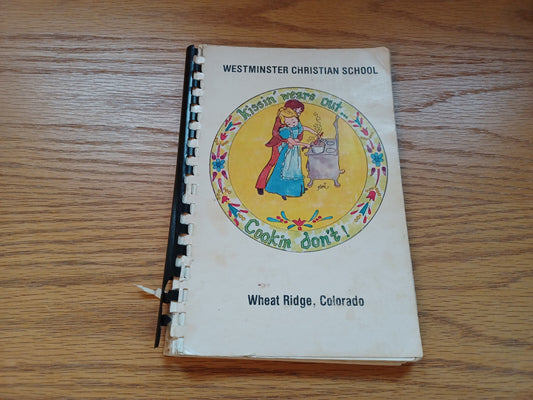 WESTMINSTER CHRISTIAN SCHOOL
Kissin' wears out...
Cookin don't!
Wheat Ridge, Colorado